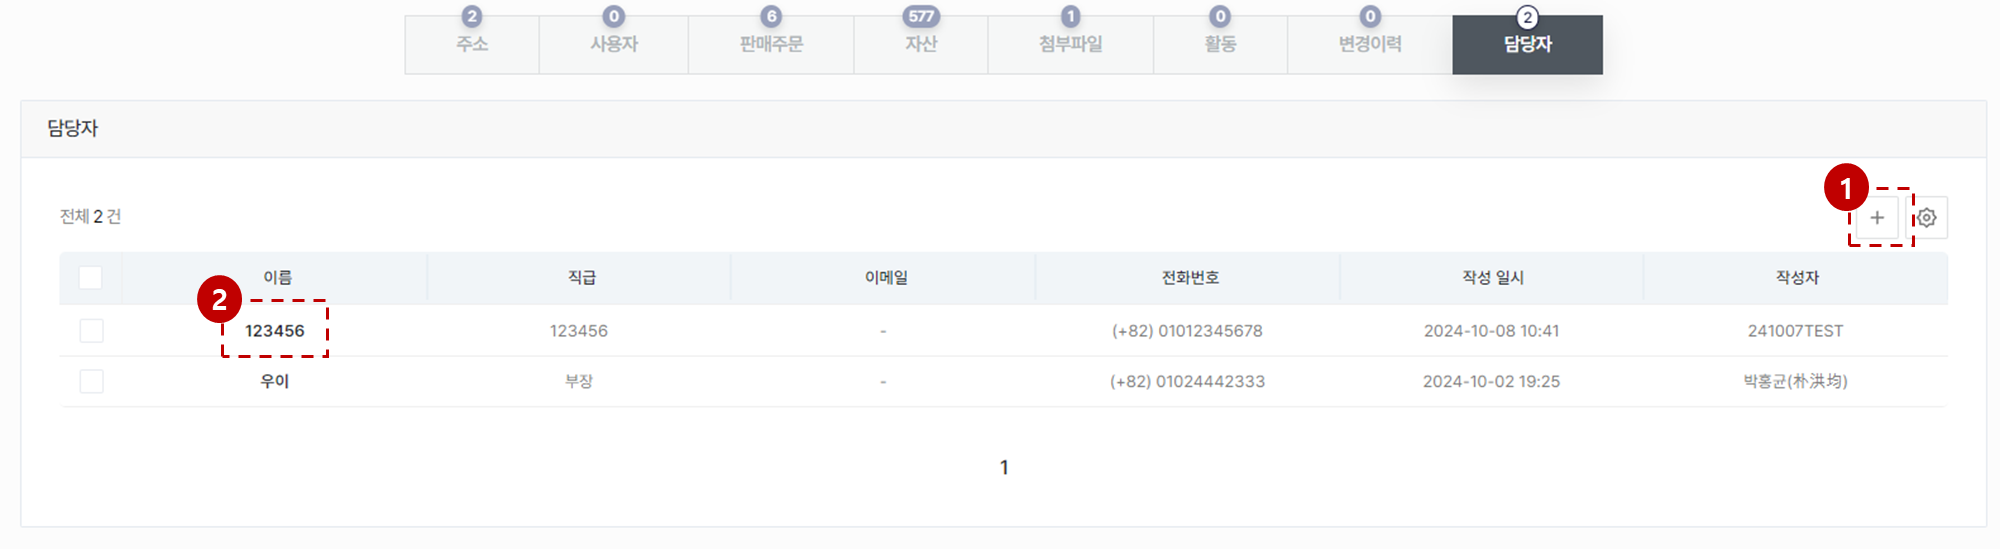 2 0 6 577 1 0 0 2
주소 사용자 판매주문 자산 첨부파일 활동 변경이력 담당자
담당자
1
전체 2 건
+
이름 직급 이메일 전화번호 작성 일시 작성자
2
123456 123456 - (+82) 01012345678 2024-10-08 10:41 241007TEST
우이 부장 - (+82) 01024442333 2024-10-02 19:25 박홍균(朴洪均)
1